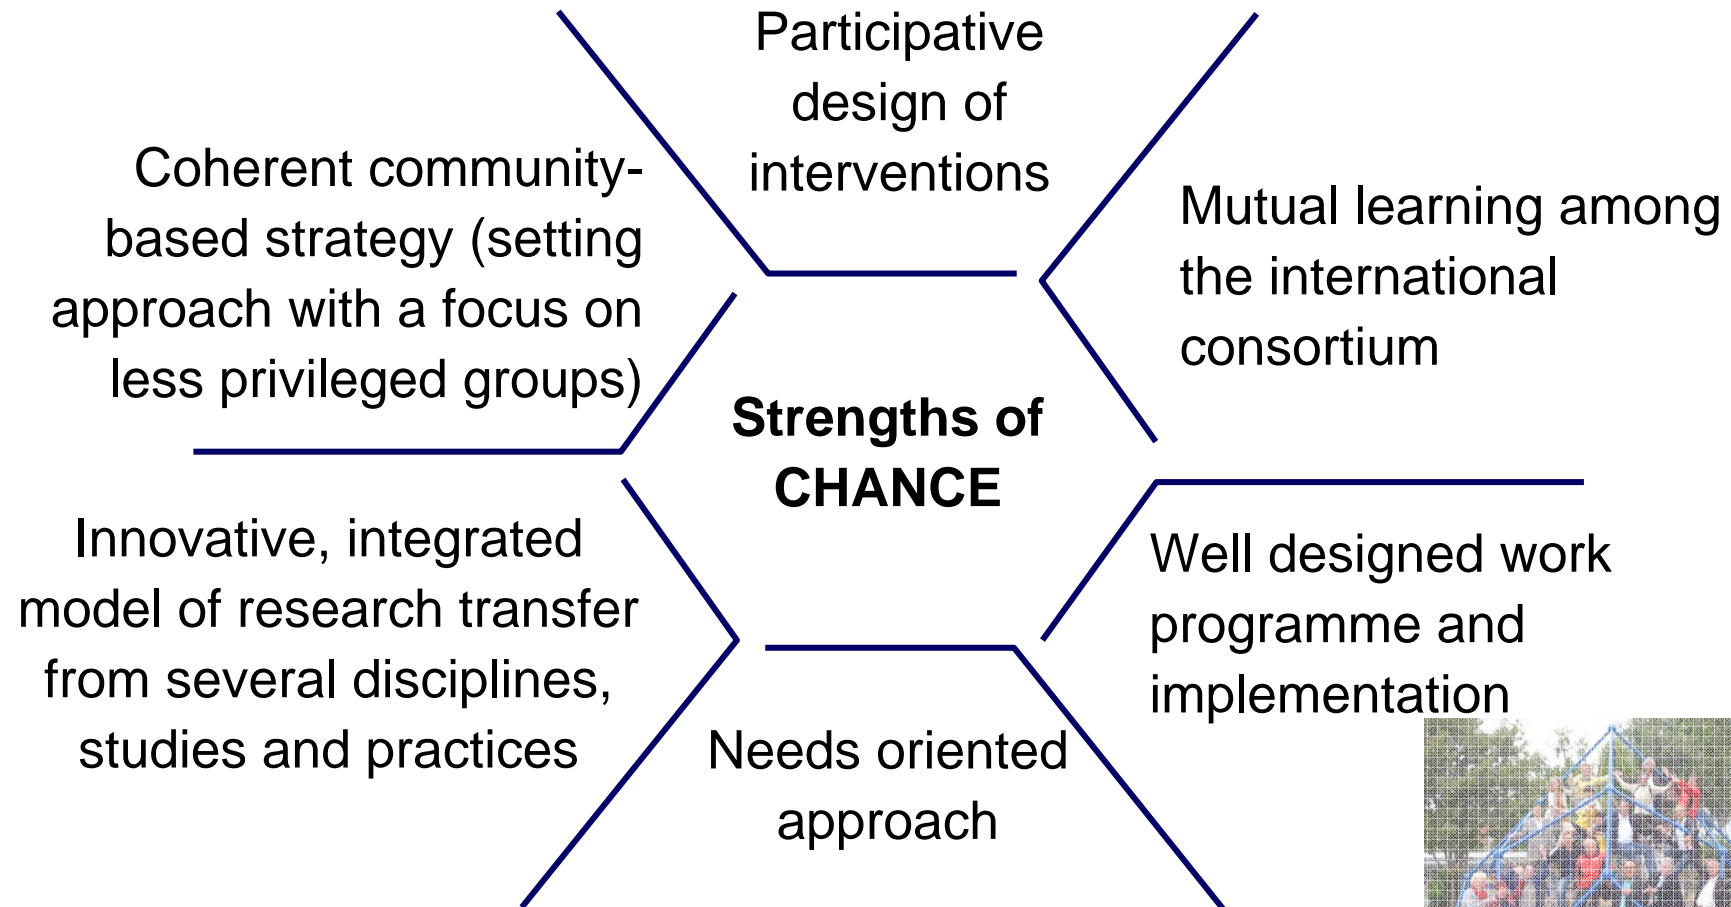 Participative
design of
interventions
Coherent community-
based strategy (setting
approach with a focus on
less privileged groups)
Mutual learning among
the international
consortium
Strengths of
CHANCE
Innovative, integrated
model of research transfer
from several disciplines,
studies and practices
Well designed work
programme and
implementation
Needs oriented
approach